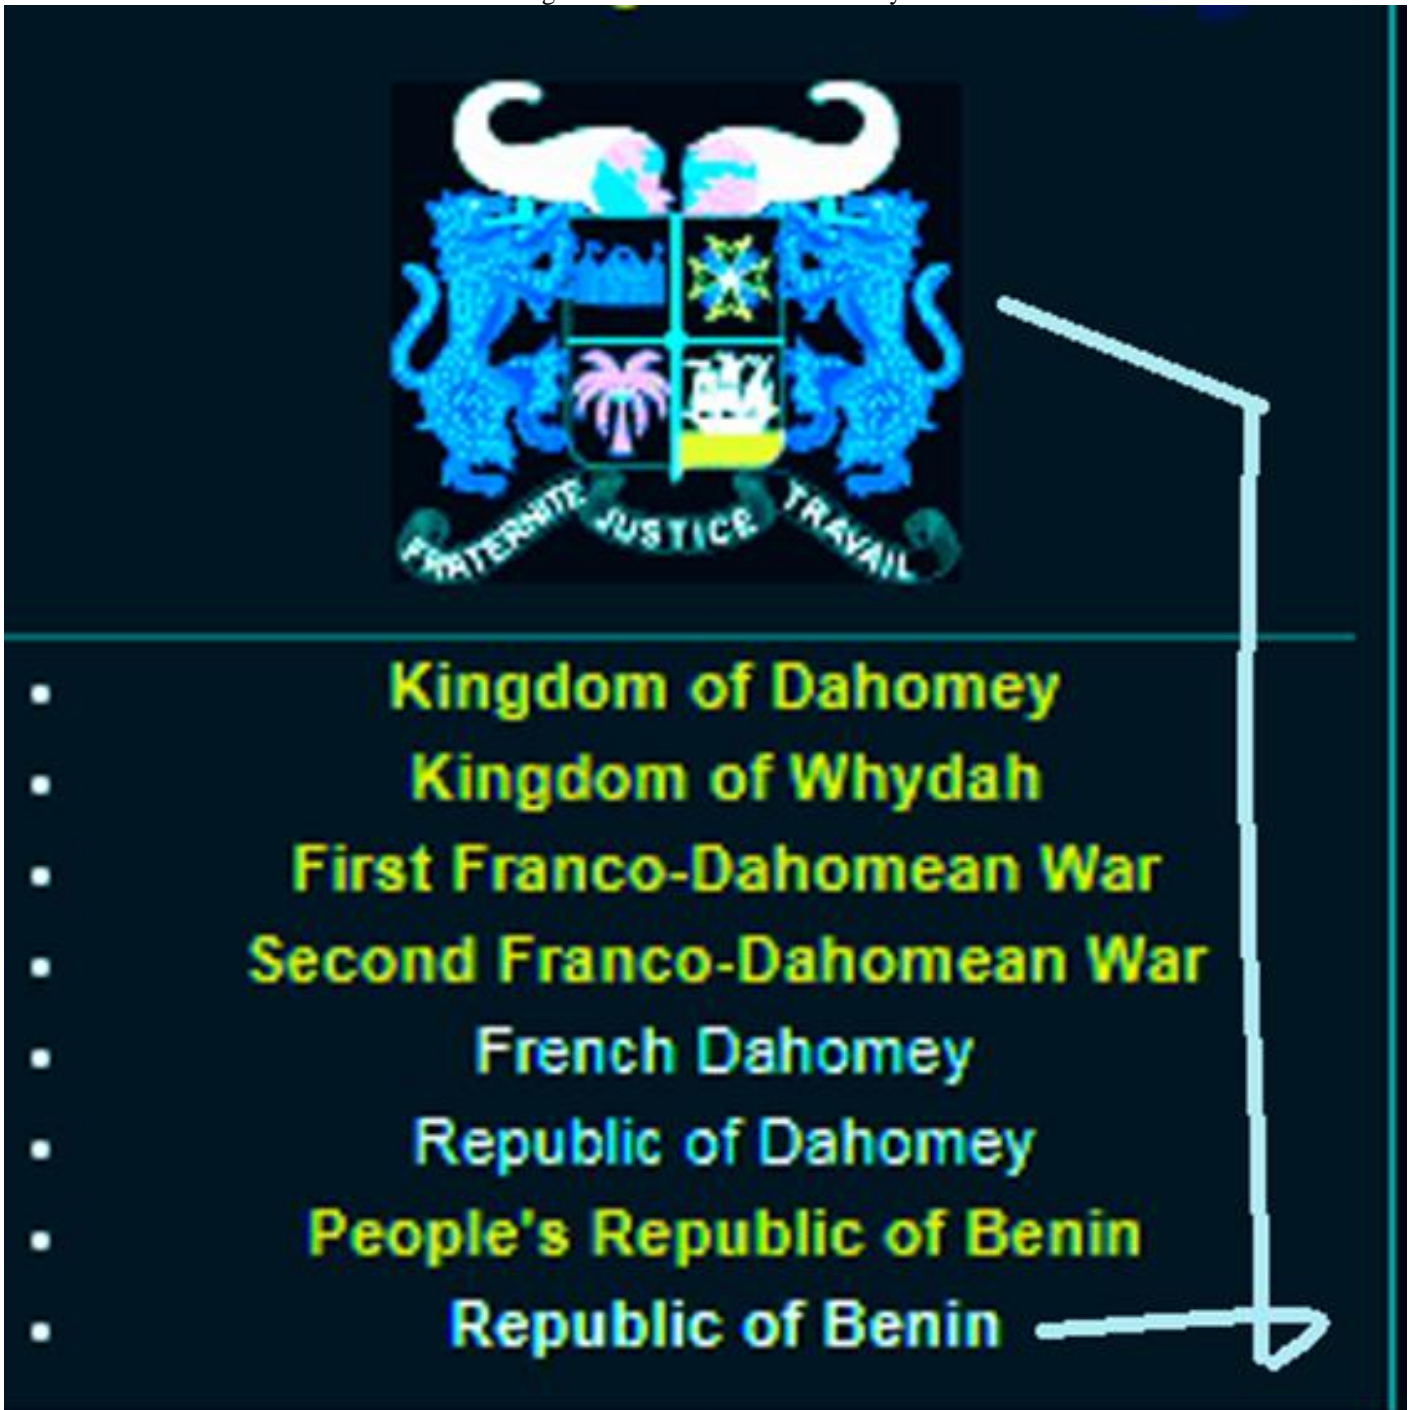 FRATERNITE JUSTICE TRAVAIL
Kingdom of Dahomey
Kingdom of Whydah
First Franco-Dahomean War
Second Franco-Dahomean War
French Dahomey
Republic of Dahomey
People's Republic of Benin
Republic of Benin